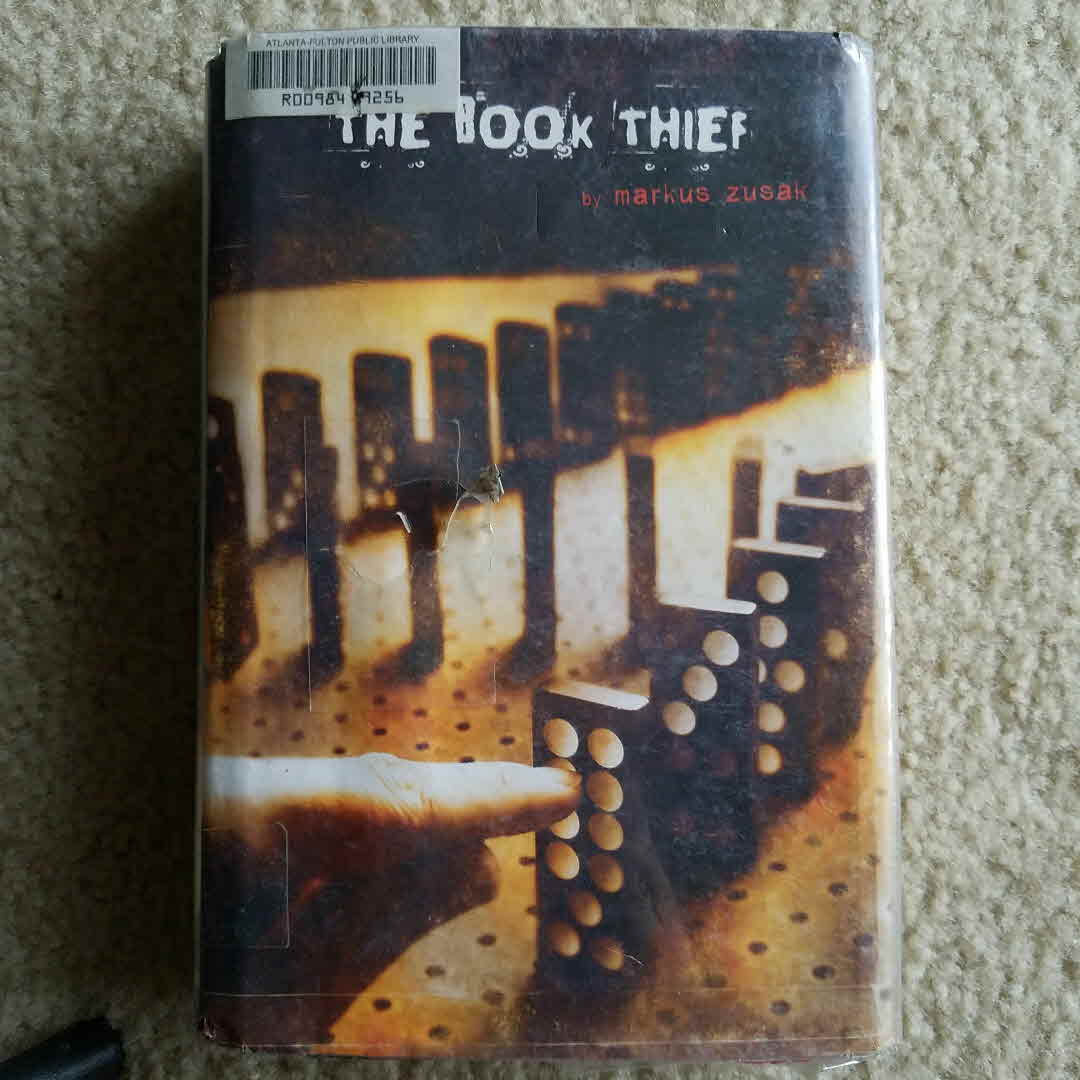 ATLANTA-FULTON PUBLIC LIBRARY
THE BOOK THIEF
by markus zusak